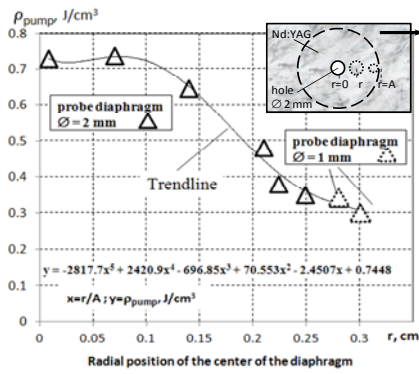 ρpump, J/cm³
0.8
0.7
0.6
0.5
0.4
0.3
0.2
0.1
0
Nd:YAG
hole
Ø 2 mm
r=0
r
r=A
probe diaphragm
Ø = 2 mm
probe diaphragm
Ø = 1 mm
Trendline
y = -2817.7x⁵ + 2420.9x⁴ - 696.85x³ + 70.553x² - 2.4507x + 0.7448
x=r/A ; y=ρpump, J/cm³
0
0.05
0.1
0.15
0.2
0.25
0.3
r, cm
Radial position of the center of the diaphragm